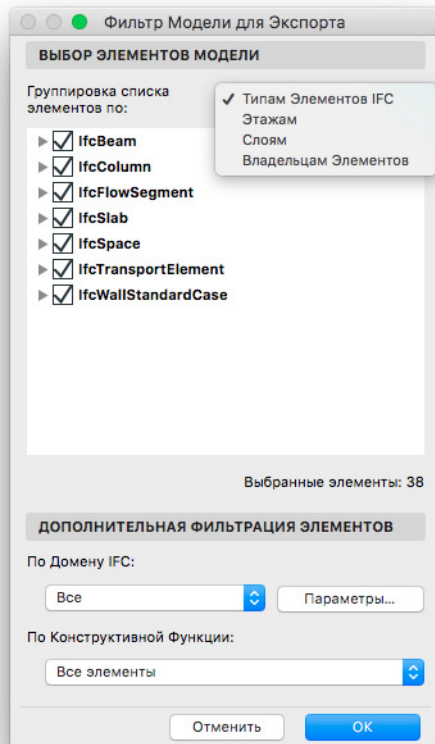 Фильтр Модели для Экспорта
ВЫБОР ЭЛЕМЕНТОВ МОДЕЛИ
Группировка списка
элементов по:
✓ Типам Элементов IFC
Этажам
Слоям
Владельцам Элементов
IfcBeam
IfcColumn
IfcFlowSegment
IfcSlab
IfcSpace
IfcTransportElement
IfcWallStandardCase
Выбранные элементы: 38
ДОПОЛНИТЕЛЬНАЯ ФИЛЬТРАЦИЯ ЭЛЕМЕНТОВ
По Домену IFC:
Все
Параметры...
По Конструктивной Функции:
Все элементы
Отменить
OK